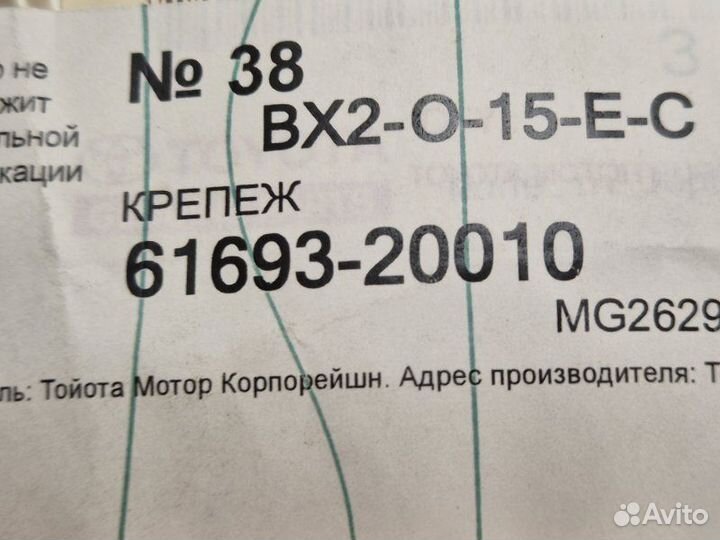 не
№ 38
жит
BX2-O-15-E-C
льной
кации
КРЕПЕЖ
61693-20010
MG2629
ль: Тойота Мотор Корпорейшн. Адрес производителя: Т
Avito